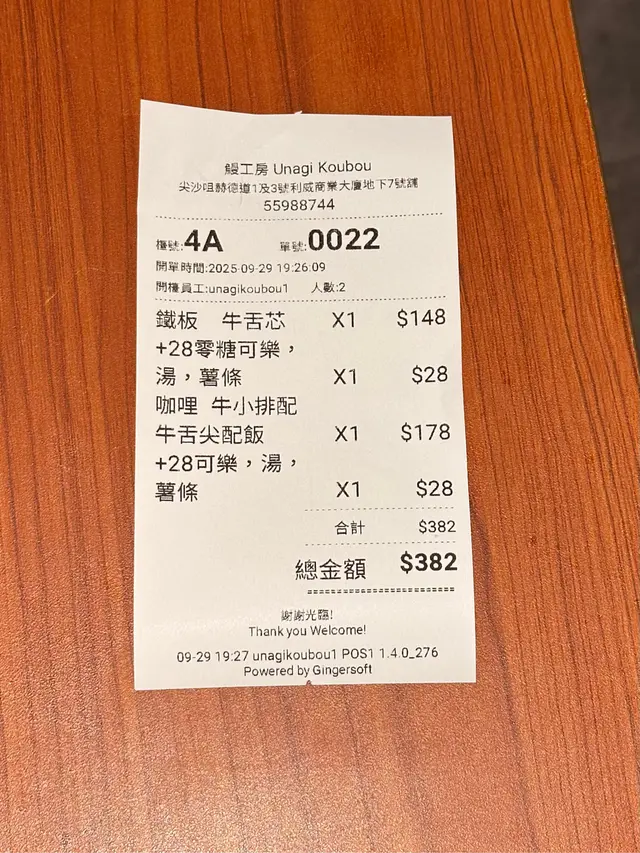 鰻工房 Unagi Koubou
尖沙咀赫德道1及3號利威商業大廈地下7號舖
55988744
檯號:4A 單號:0022
開單時間:2025-09-29 19:26:09
開檯員工:unagikoubou1 人數:2
鐵板 牛舌芯 X1 $148
+28零糖可樂，
湯，薯條 X1 $28
咖哩 牛小排配
牛舌尖配飯 X1 $178
+28可樂，湯，
薯條 X1 $28
合計 $382
總金額 $382
謝謝光臨!
Thank you Welcome!
09-29 19:27 unagikoubou1 POS1 1.4.0_276
Powered by Gingersoft